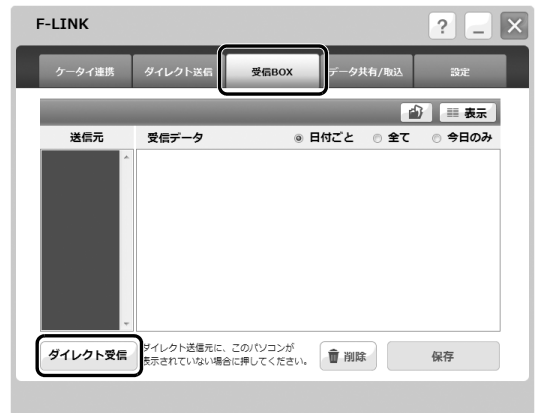 F-LINK
?
ケータイ連携 ダイレクト送信 受信BOX データ共有/取込 設定
表示
送信元 受信データ 日付ごと 全て 今日のみ
ダイレクト受信
ダイレクト送信元に、このパソコンが
表示されていない場合に押してください。
削除 保存